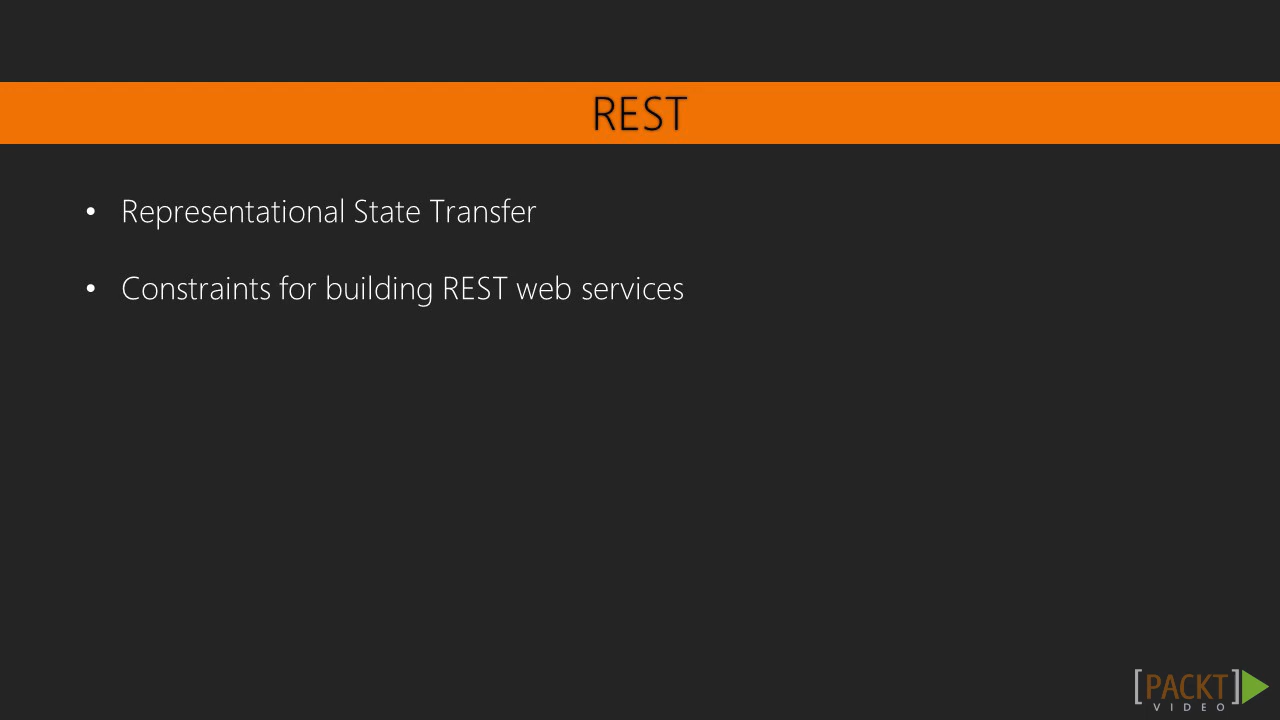 REST
• Representational State Transfer
• Constraints for building REST web services
[PACKT]
VIDEO